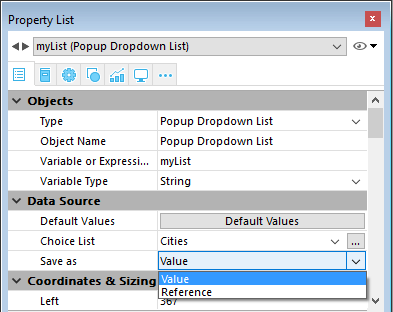 Property List
myList (Popup Dropdown List)
Objects
Type Popup Dropdown List
Object Name Popup Dropdown List
Variable or Expressi... myList
Variable Type String
Data Source
Default Values Default Values
Choice List Cities ...
Save as Value
Value
Coordinates & Sizing Reference
Left 367